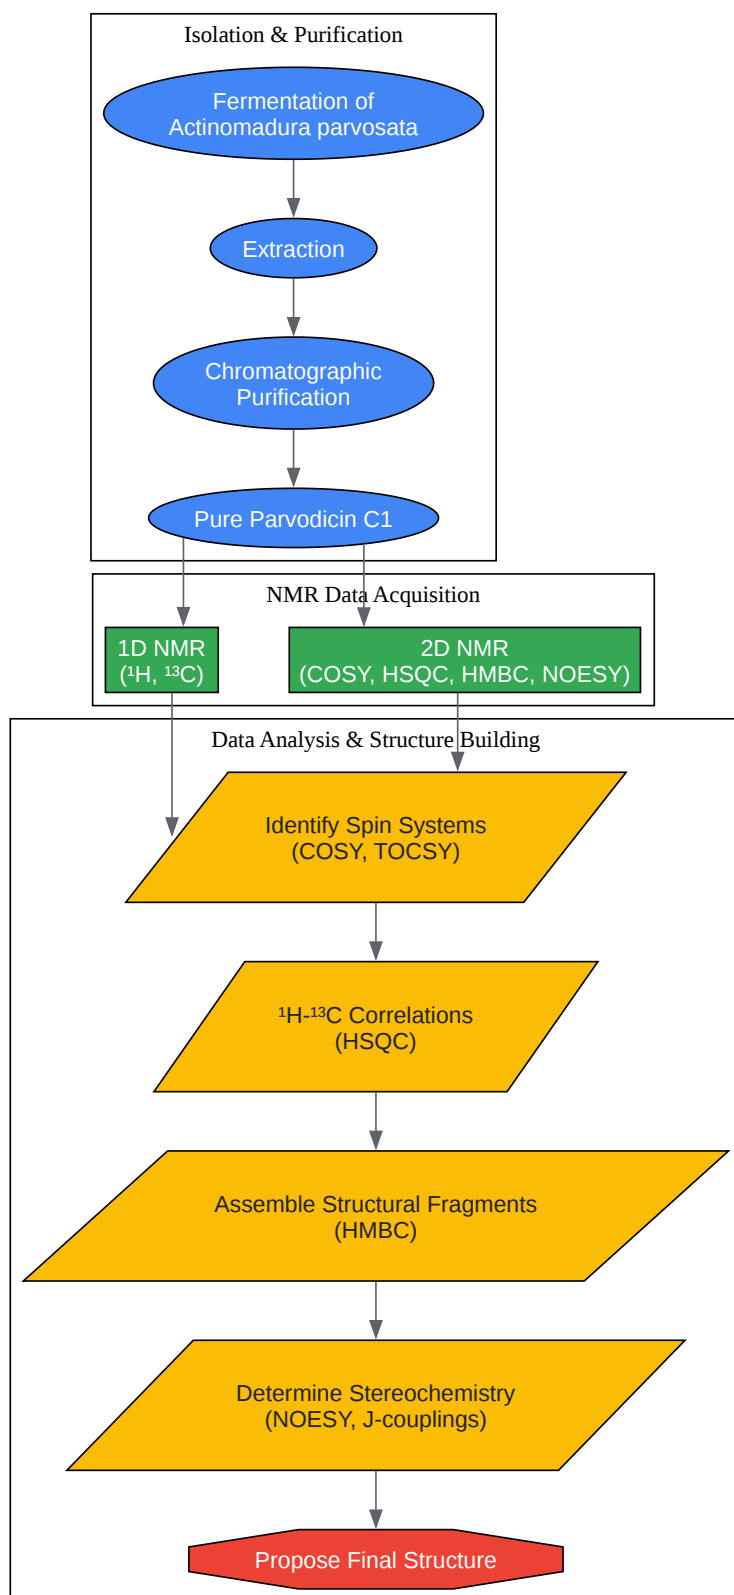 Isolation & Purification
Fermentation of
Actinomadura parvosata
Extraction
Chromatographic
Purification
Pure Parvodicin C1
NMR Data Acquisition
1D NMR
(¹H, ¹³C)
2D NMR
(COSY, HSQC, HMBC, NOESY)
Data Analysis & Structure Building
Identify Spin Systems
(COSY, TOCSY)
¹H-¹³C Correlations
(HSQC)
Assemble Structural Fragments
(HMBC)
Determine Stereochemistry
(NOESY, J-couplings)
Propose Final Structure